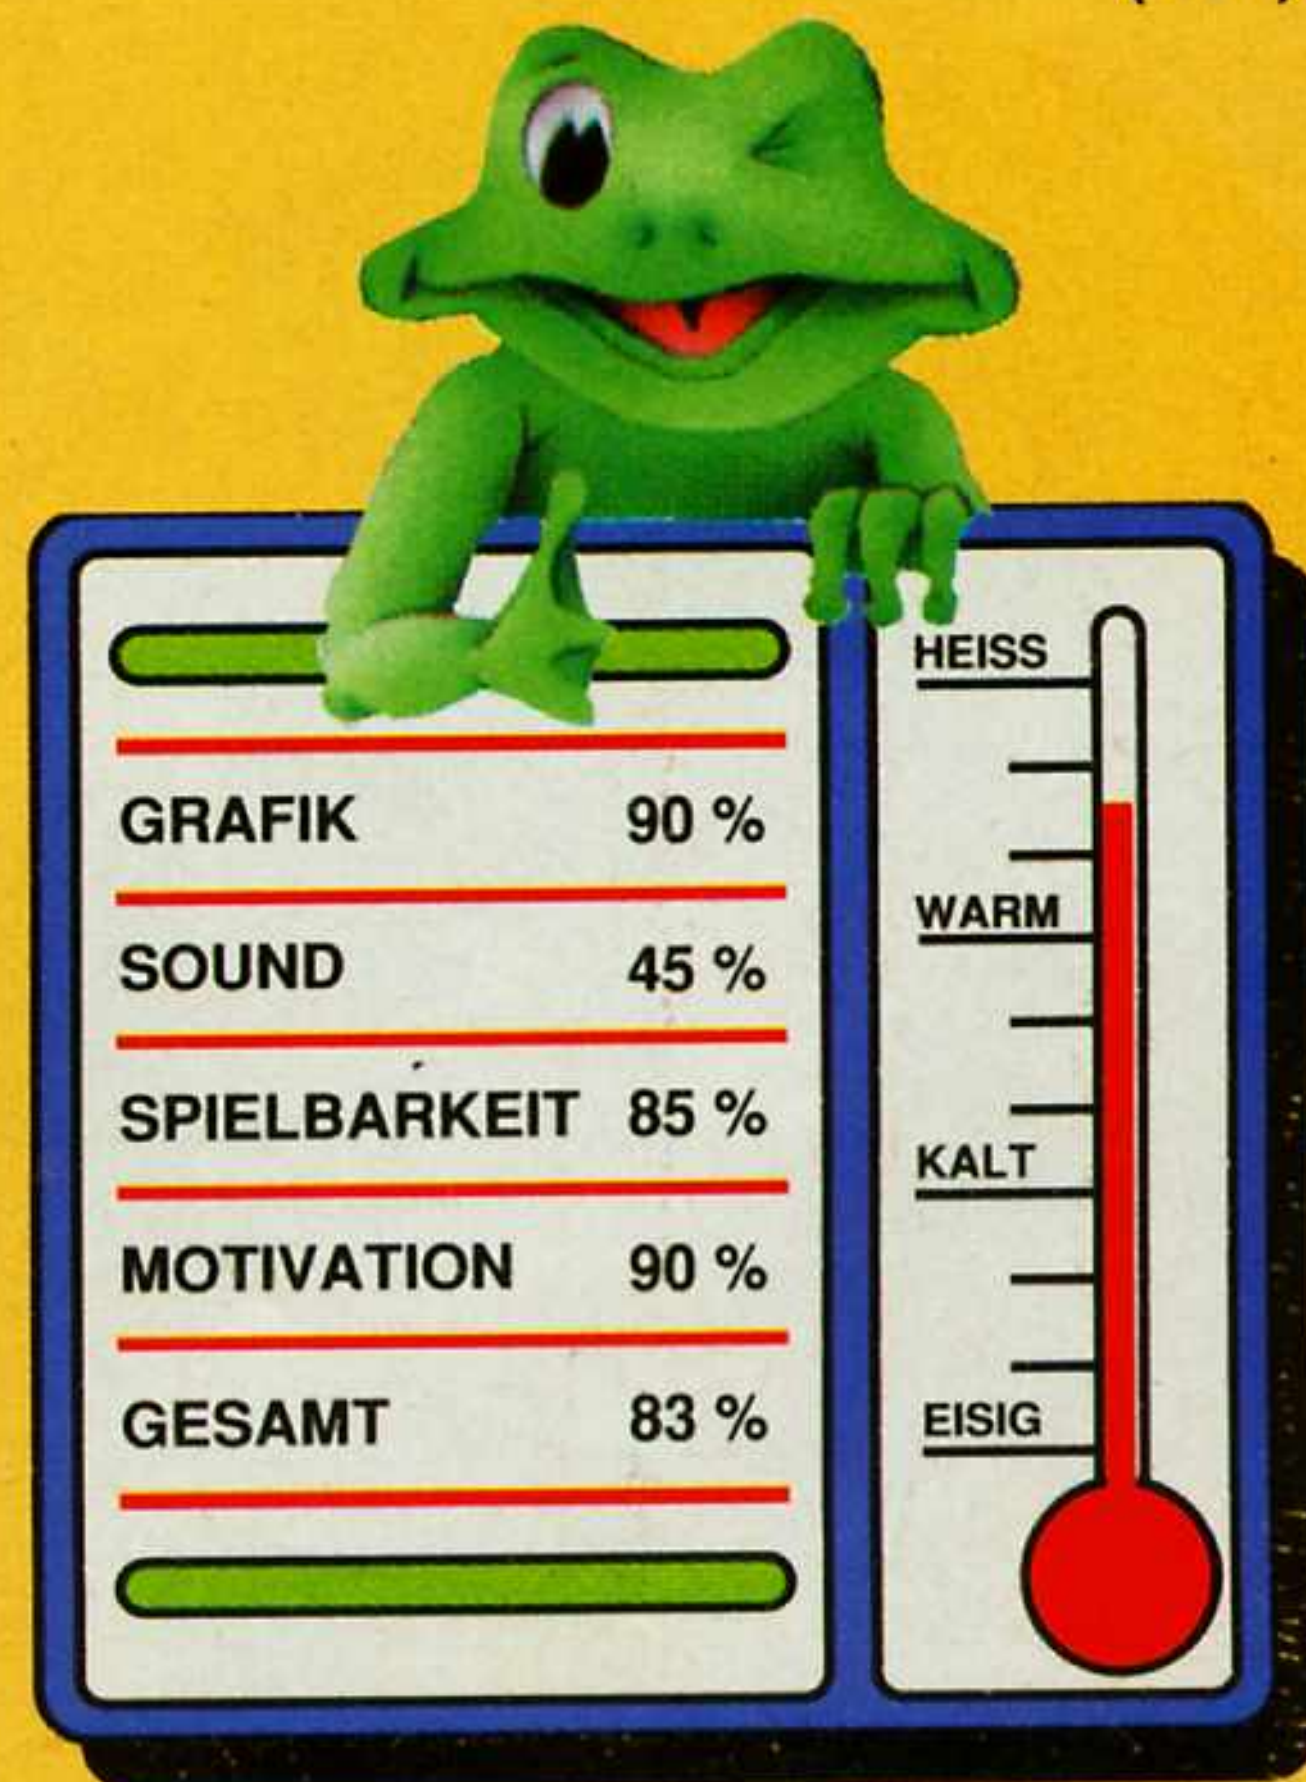 GRAFIK 90 %
SOUND 45 %
SPIELBARKEIT 85 %
MOTIVATION 90 %
GESAMT 83 %
HEISS
WARM
KALT
EISIG